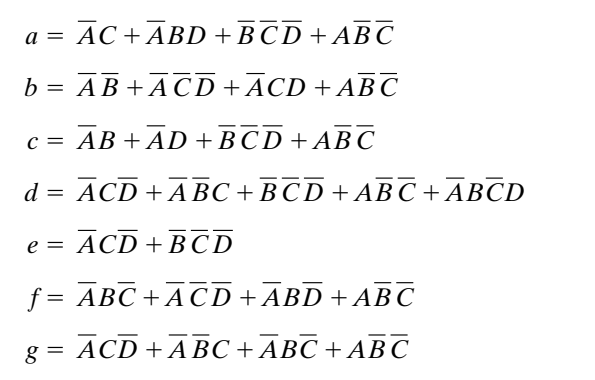 a = A̅C + A̅BD + B̅C̅D̅ + AB̅C̅
b = A̅B̅ + A̅C̅D̅ + A̅CD + AB̅C̅
c = A̅B + A̅D + B̅C̅D̅ + AB̅C̅
d = A̅CD̅ + A̅B̅C + B̅C̅D̅ + AB̅C̅ + A̅BC̅D
e = A̅CD̅ + B̅C̅D̅
f = A̅BC̅ + A̅C̅D̅ + A̅BD̅ + AB̅C̅
g = A̅CD̅ + A̅B̅C + A̅BC̅ + AB̅C̅